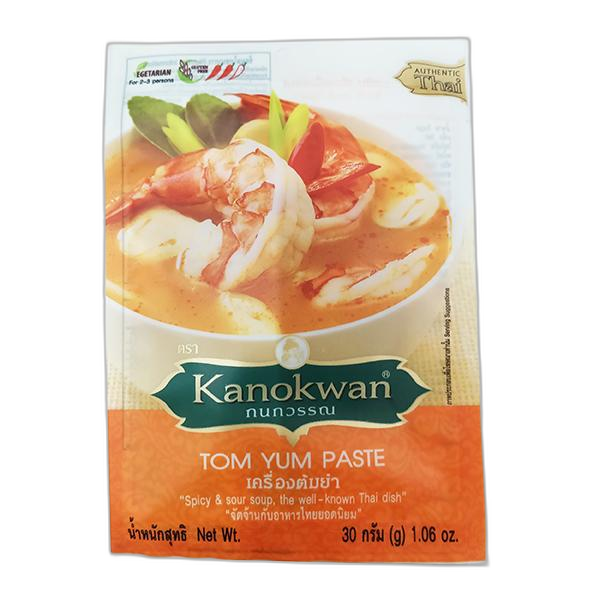 VEGETARIAN
For 2-3 persons
GLUTEN FREE
AUTHENTIC
Thai
ตรา
Kanokwan®
กนกวรรณ
TOM YUM PASTE
เครื่องต้มยำ
"Spicy & sour soup, the well-known Thai dish"
"จัดจ้านกับอาหารไทยยอดนิยม"
น้ำหนักสุทธิ Net Wt. 30 กรัม (g) 1.06 oz.
Serving Suggestions